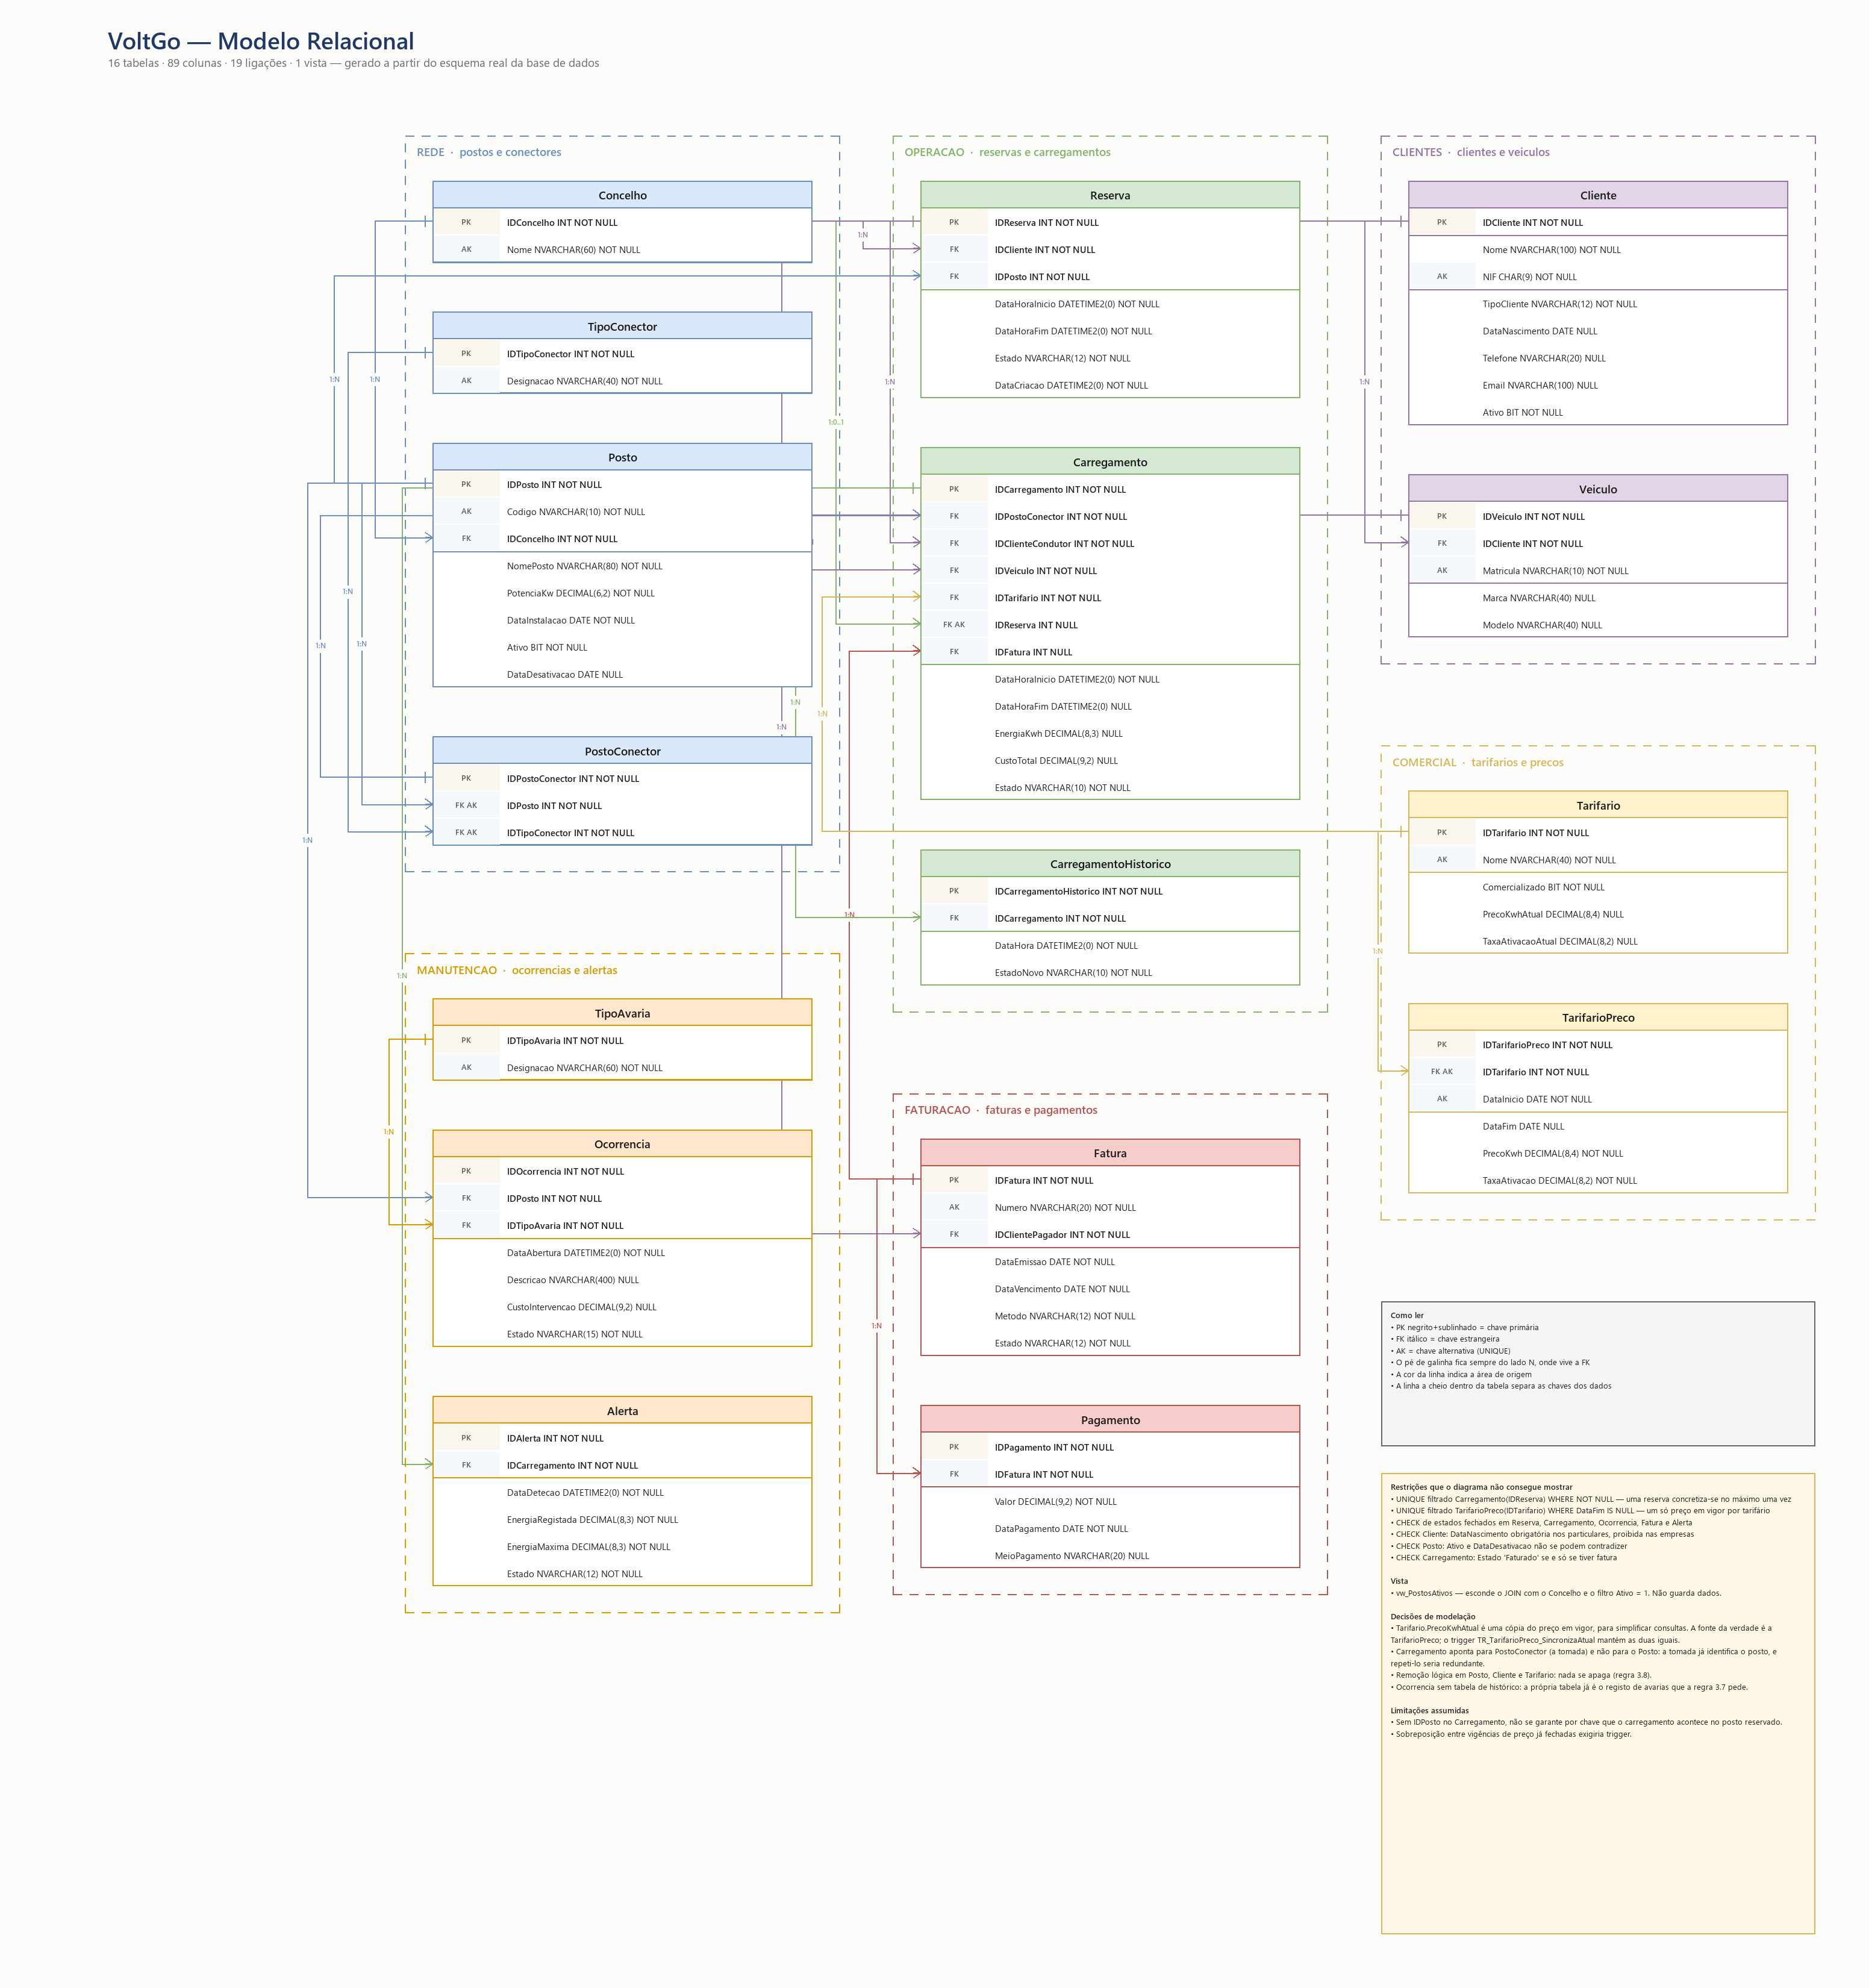 VoltGo — Modelo Relacional
16 tabelas · 89 colunas · 19 ligações · 1 vista — gerado a partir do esquema real da base de dados
REDE · postos e conectores
Concelho
PK IDConcelho INT NOT NULL
AK Nome NVARCHAR(60) NOT NULL
TipoConector
PK IDTipoConector INT NOT NULL
AK Designacao NVARCHAR(40) NOT NULL
Posto
PK IDPosto INT NOT NULL
AK Codigo NVARCHAR(10) NOT NULL
FK IDConcelho INT NOT NULL
NomePosto NVARCHAR(80) NOT NULL
PotenciaKw DECIMAL(6,2) NOT NULL
DataInstalacao DATE NOT NULL
Ativo BIT NOT NULL
DataDesativacao DATE NULL
PostoConector
PK IDPostoConector INT NOT NULL
FK AK IDPosto INT NOT NULL
FK AK IDTipoConector INT NOT NULL
1:N
1:N
1:N
1:N
1:N
1:N
OPERACAO · reservas e carregamentos
Reserva
PK IDReserva INT NOT NULL
FK IDCliente INT NOT NULL
FK IDPosto INT NOT NULL
DataHoraInicio DATETIME2(0) NOT NULL
DataHoraFim DATETIME2(0) NOT NULL
Estado NVARCHAR(12) NOT NULL
DataCriacao DATETIME2(0) NOT NULL
Carregamento
PK IDCarregamento INT NOT NULL
FK IDPostoConector INT NOT NULL
FK IDClienteCondutor INT NOT NULL
FK IDVeiculo INT NOT NULL
FK IDTarifario INT NOT NULL
FK AK IDReserva INT NULL
FK IDFatura INT NULL
DataHoraInicio DATETIME2(0) NOT NULL
DataHoraFim DATETIME2(0) NULL
EnergiaKwh DECIMAL(8,3) NULL
CustoTotal DECIMAL(9,2) NULL
Estado NVARCHAR(10) NOT NULL
CarregamentoHistorico
PK IDCarregamentoHistorico INT NOT NULL
FK IDCarregamento INT NOT NULL
DataHora DATETIME2(0) NOT NULL
EstadoNovo NVARCHAR(10) NOT NULL
1:N
1:N
1:0..1
1:N
1:N
1:N
1:N
CLIENTES · clientes e veiculos
Cliente
PK IDCliente INT NOT NULL
Nome NVARCHAR(100) NOT NULL
AK NIF CHAR(9) NOT NULL
TipoCliente NVARCHAR(12) NOT NULL
DataNascimento DATE NULL
Telefone NVARCHAR(20) NULL
Email NVARCHAR(100) NULL
Ativo BIT NOT NULL
1:N
Veiculo
PK IDVeiculo INT NOT NULL
FK IDCliente INT NOT NULL
AK Matricula NVARCHAR(10) NOT NULL
Marca NVARCHAR(40) NULL
Modelo NVARCHAR(40) NULL
COMERCIAL · tarifarios e precos
Tarifario
PK IDTarifario INT NOT NULL
AK Nome NVARCHAR(40) NOT NULL
Comercializado BIT NOT NULL
PrecoKwhAtual DECIMAL(8,4) NULL
TaxaAtivacaoAtual DECIMAL(8,2) NULL
1:N
TarifarioPreco
PK IDTarifarioPreco INT NOT NULL
FK AK IDTarifario INT NOT NULL
AK DataInicio DATE NOT NULL
DataFim DATE NULL
PrecoKwh DECIMAL(8,4) NOT NULL
TaxaAtivacao DECIMAL(8,2) NOT NULL
MANUTENCAO · ocorrencias e alertas
1:N
TipoAvaria
PK IDTipoAvaria INT NOT NULL
AK Designacao NVARCHAR(60) NOT NULL
1:N
Ocorrencia
PK IDOcorrencia INT NOT NULL
FK IDPosto INT NOT NULL
FK IDTipoAvaria INT NOT NULL
DataAbertura DATETIME2(0) NOT NULL
Descricao NVARCHAR(400) NULL
CustoIntervencao DECIMAL(9,2) NULL
Estado NVARCHAR(15) NOT NULL
Alerta
PK IDAlerta INT NOT NULL
FK IDCarregamento INT NOT NULL
DataDetecao DATETIME2(0) NOT NULL
EnergiaRegistada DECIMAL(8,3) NOT NULL
EnergiaMaxima DECIMAL(8,3) NOT NULL
Estado NVARCHAR(12) NOT NULL
FATURACAO · faturas e pagamentos
Fatura
PK IDFatura INT NOT NULL
AK Numero NVARCHAR(20) NOT NULL
FK IDClientePagador INT NOT NULL
DataEmissao DATE NOT NULL
DataVencimento DATE NOT NULL
Metodo NVARCHAR(12) NOT NULL
Estado NVARCHAR(12) NOT NULL
1:N
Pagamento
PK IDPagamento INT NOT NULL
FK IDFatura INT NOT NULL
Valor DECIMAL(9,2) NOT NULL
DataPagamento DATE NOT NULL
MeioPagamento NVARCHAR(20) NULL
Como ler
• PK negrito+sublinhado = chave primária
• FK itálico = chave estrangeira
• AK = chave alternativa (UNIQUE)
• O pé de galinha fica sempre do lado N, onde vive a FK
• A cor da linha indica a área de origem
• A linha a cheio dentro da tabela separa as chaves dos dados
Restrições que o diagrama não consegue mostrar
• UNIQUE filtrado Carregamento(IDReserva) WHERE NOT NULL — uma reserva concretiza-se no máximo uma vez
• UNIQUE filtrado TarifarioPreco(IDTarifario) WHERE DataFim IS NULL — um só preço em vigor por tarifário
• CHECK de estados fechados em Reserva, Carregamento, Ocorrencia, Fatura e Alerta
• CHECK Cliente: DataNascimento obrigatória nos particulares, proibida nas empresas
• CHECK Posto: Ativo e DataDesativacao não se podem contradizer
• CHECK Carregamento: Estado 'Faturado' se e só se tiver fatura
Vista
• vw_PostosAtivos — esconde o JOIN com o Concelho e o filtro Ativo = 1. Não guarda dados.
Decisões de modelação
• Tarifario.PrecoKwhAtual é uma cópia do preço em vigor, para simplificar consultas. A fonte da verdade é a
TarifarioPreco; o trigger TR_TarifarioPreco_SincronizaAtual mantém as duas iguais.
• Carregamento aponta para PostoConector (a tomada) e não para o Posto: a tomada já identifica o posto, e
repeti-lo seria redundante.
• Remoção lógica em Posto, Cliente e Tarifario: nada se apaga (regra 3.8).
• Ocorrencia sem tabela de histórico: a própria tabela já é o registo de avarias que a regra 3.7 pede.
Limitações assumidas
• Sem IDPosto no Carregamento, não se garante por chave que o carregamento acontece no posto reservado.
• Sobreposição entre vigências de preço já fechadas exigiria trigger.